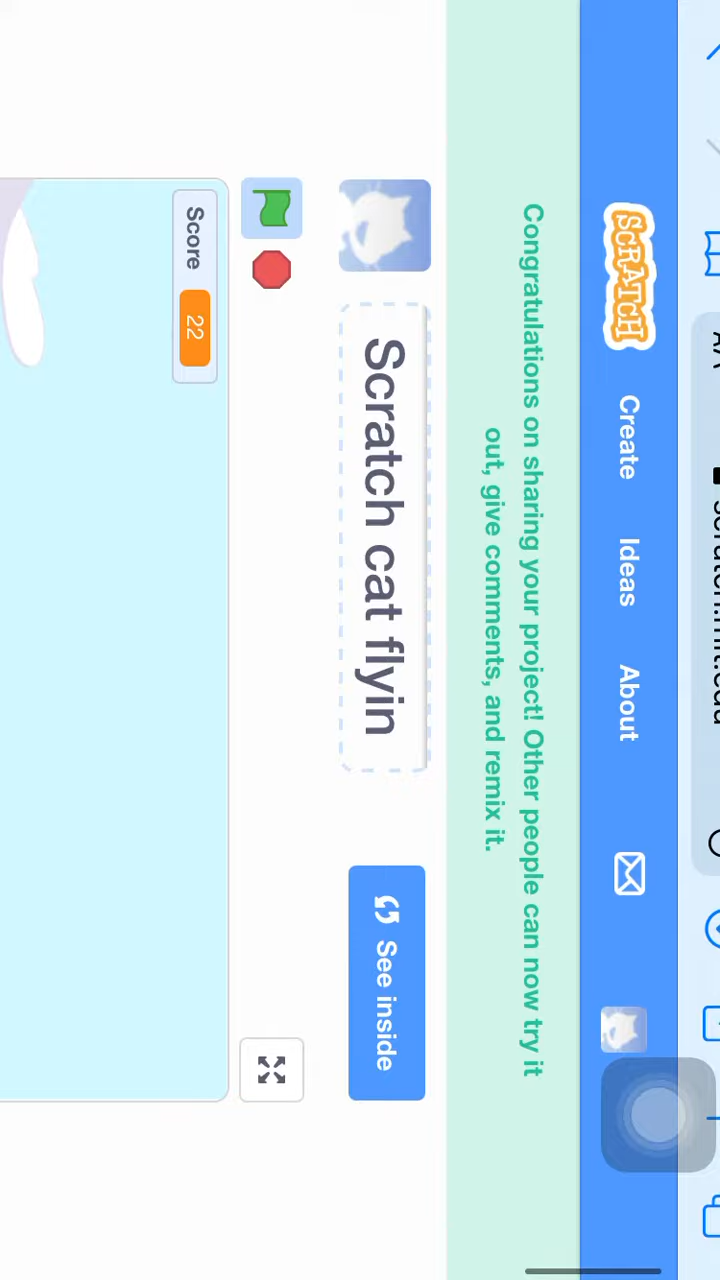 SCRATCH Create Ideas About
Congratulations on sharing your project! Other people can now try it
out, give comments, and remix it.
Scratch cat flyin
See inside
Score 22